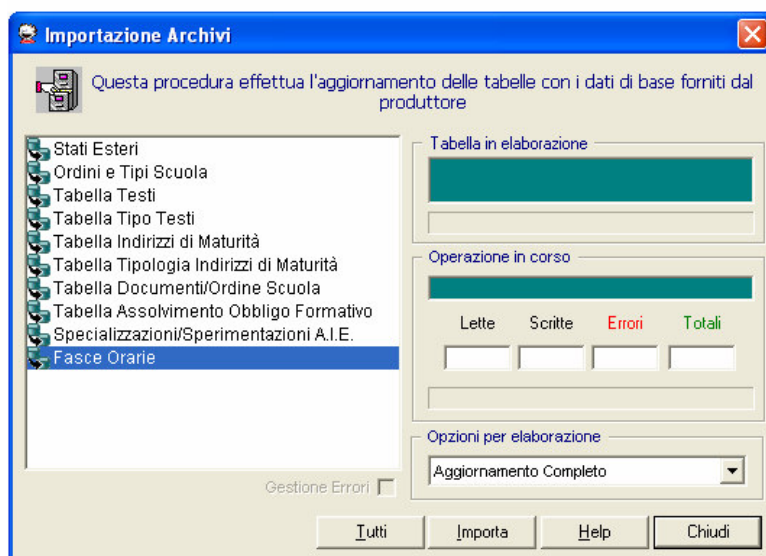 Importazione Archivi
Questa procedura effettua l'aggiornamento delle tabelle con i dati di base forniti dal
produttore
Stati Esteri
Ordini e Tipi Scuola
Tabella Testi
Tabella Tipo Testi
Tabella Indirizzi di Maturità
Tabella Tipologia Indirizzi di Maturità
Tabella Documenti/Ordine Scuola
Tabella Assolvimento Obbligo Formativo
Specializzazioni/Sperimentazioni A.I.E.
Fasce Orarie
Gestione Errori
Tabella in elaborazione
Operazione in corso
Lette Scritte Errori Totali
Opzioni per elaborazione
Aggiornamento Completo
Tutti Importa Help Chiudi